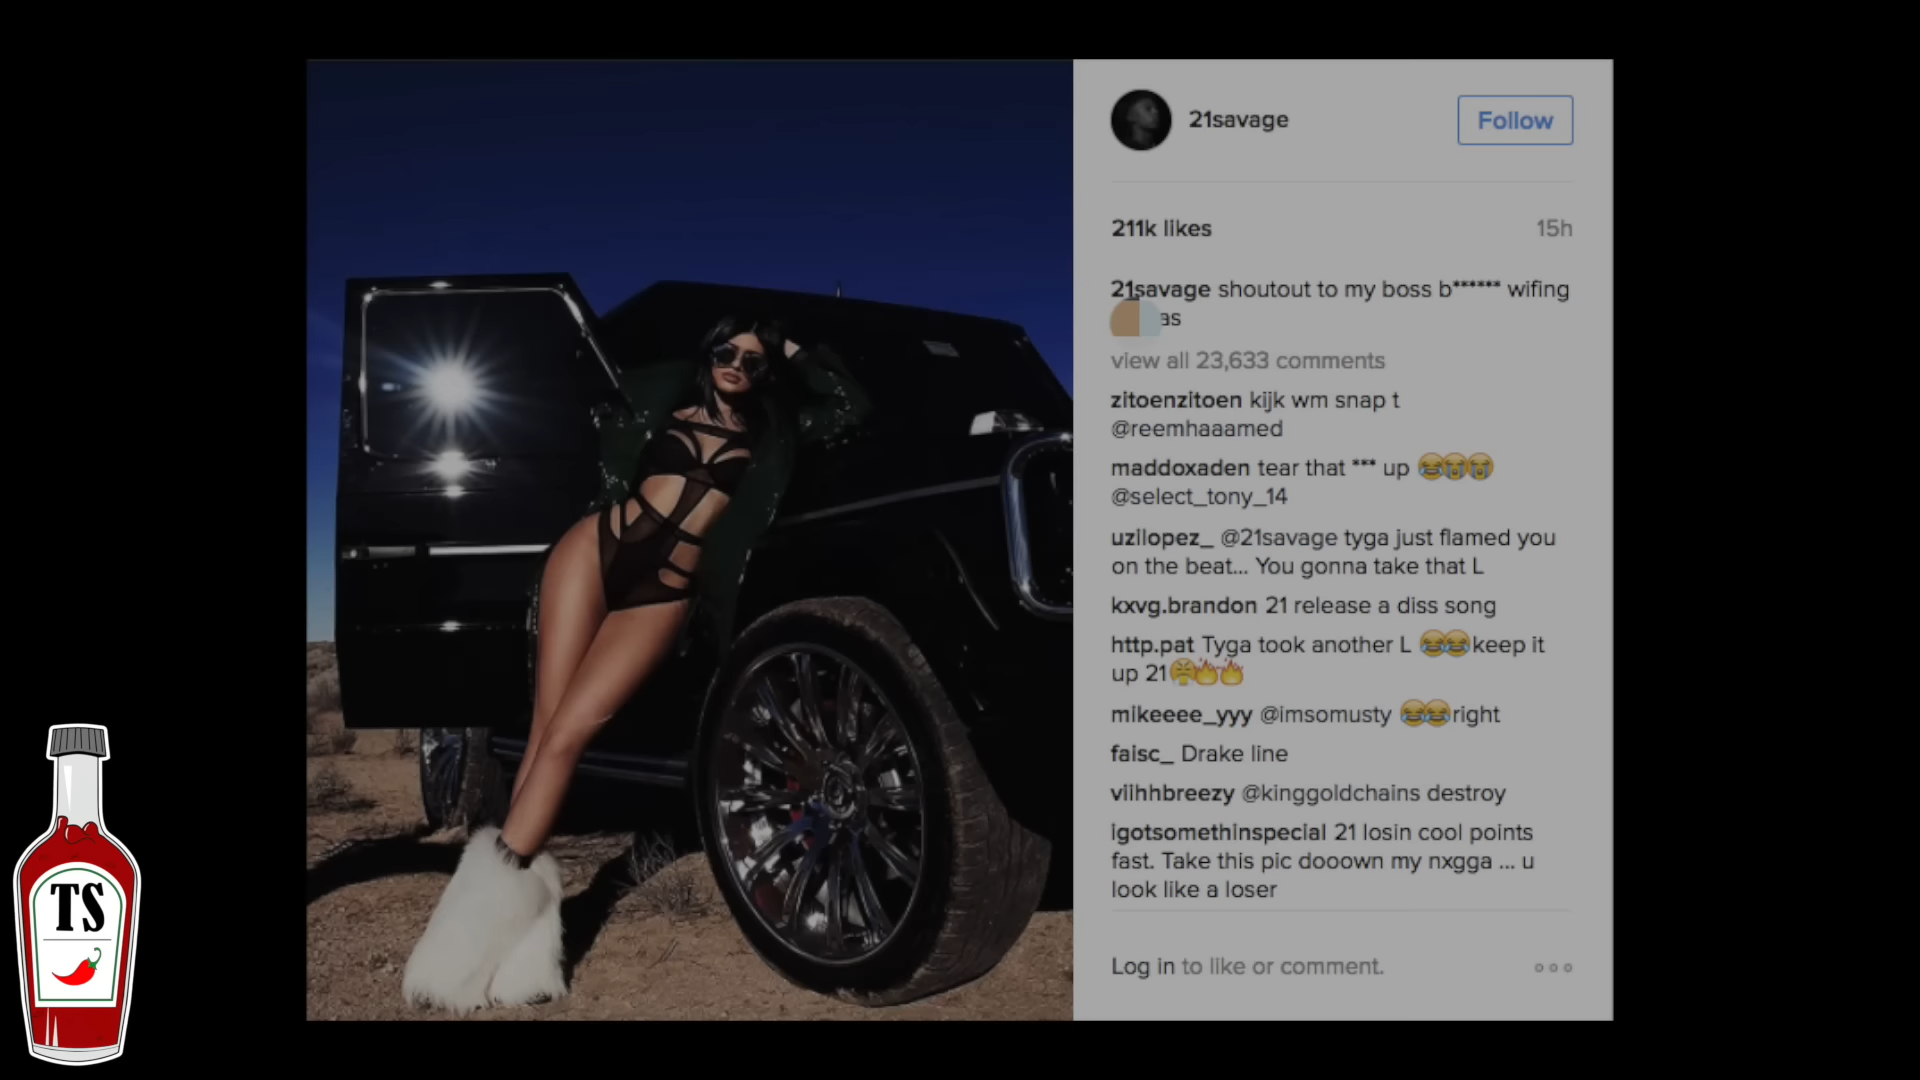 21savage
Follow
211k likes
15h
21savage shoutout to my boss b****** wifing
as
view all 23,633 comments
zitoenzitoen kijk wm snap t
@reemhaaamed
maddoxaden tear that *** up 😂😭😭
@select_tony_14
uzilopez_ @21savage tyga just flamed you
on the beat... You gonna take that L
kxvg.brandon 21 release a diss song
http.pat Tyga took another L 😂😂keep it
up 21😤🔥🔥
mikeeee_yyy @imsomusty 😂😂right
faisc_ Drake line
viihhbreezy @kinggoldchains destroy
igotsomethinspecial 21 losin cool points
fast. Take this pic dooown my nxgga ... u
look like a loser
Log in to like or comment.
TS